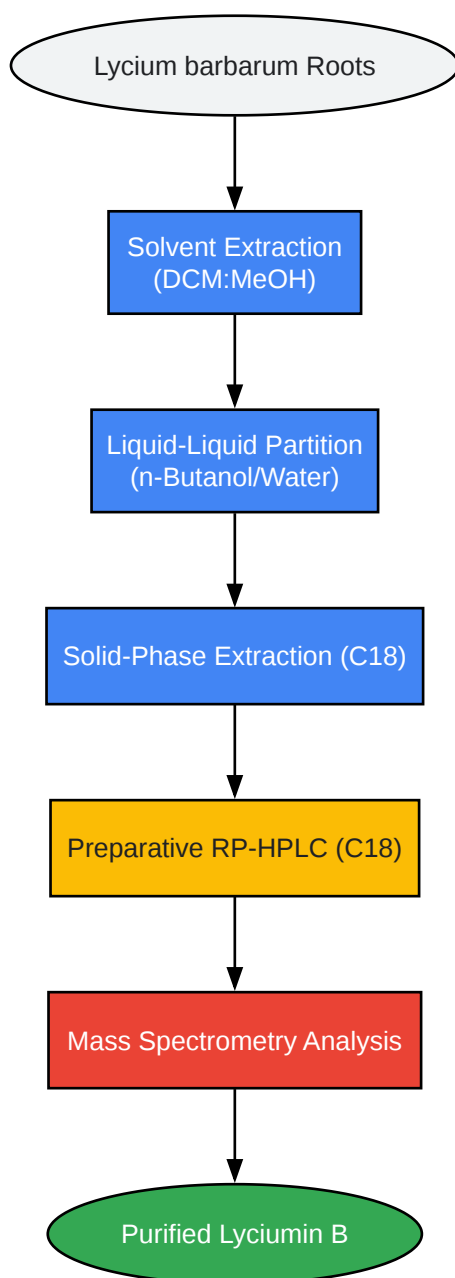 Lycium barbarum Roots
Solvent Extraction
(DCM:MeOH)
Liquid-Liquid Partition
(n-Butanol/Water)
Solid-Phase Extraction (C18)
Preparative RP-HPLC (C18)
Mass Spectrometry Analysis
Purified Lyciumin B